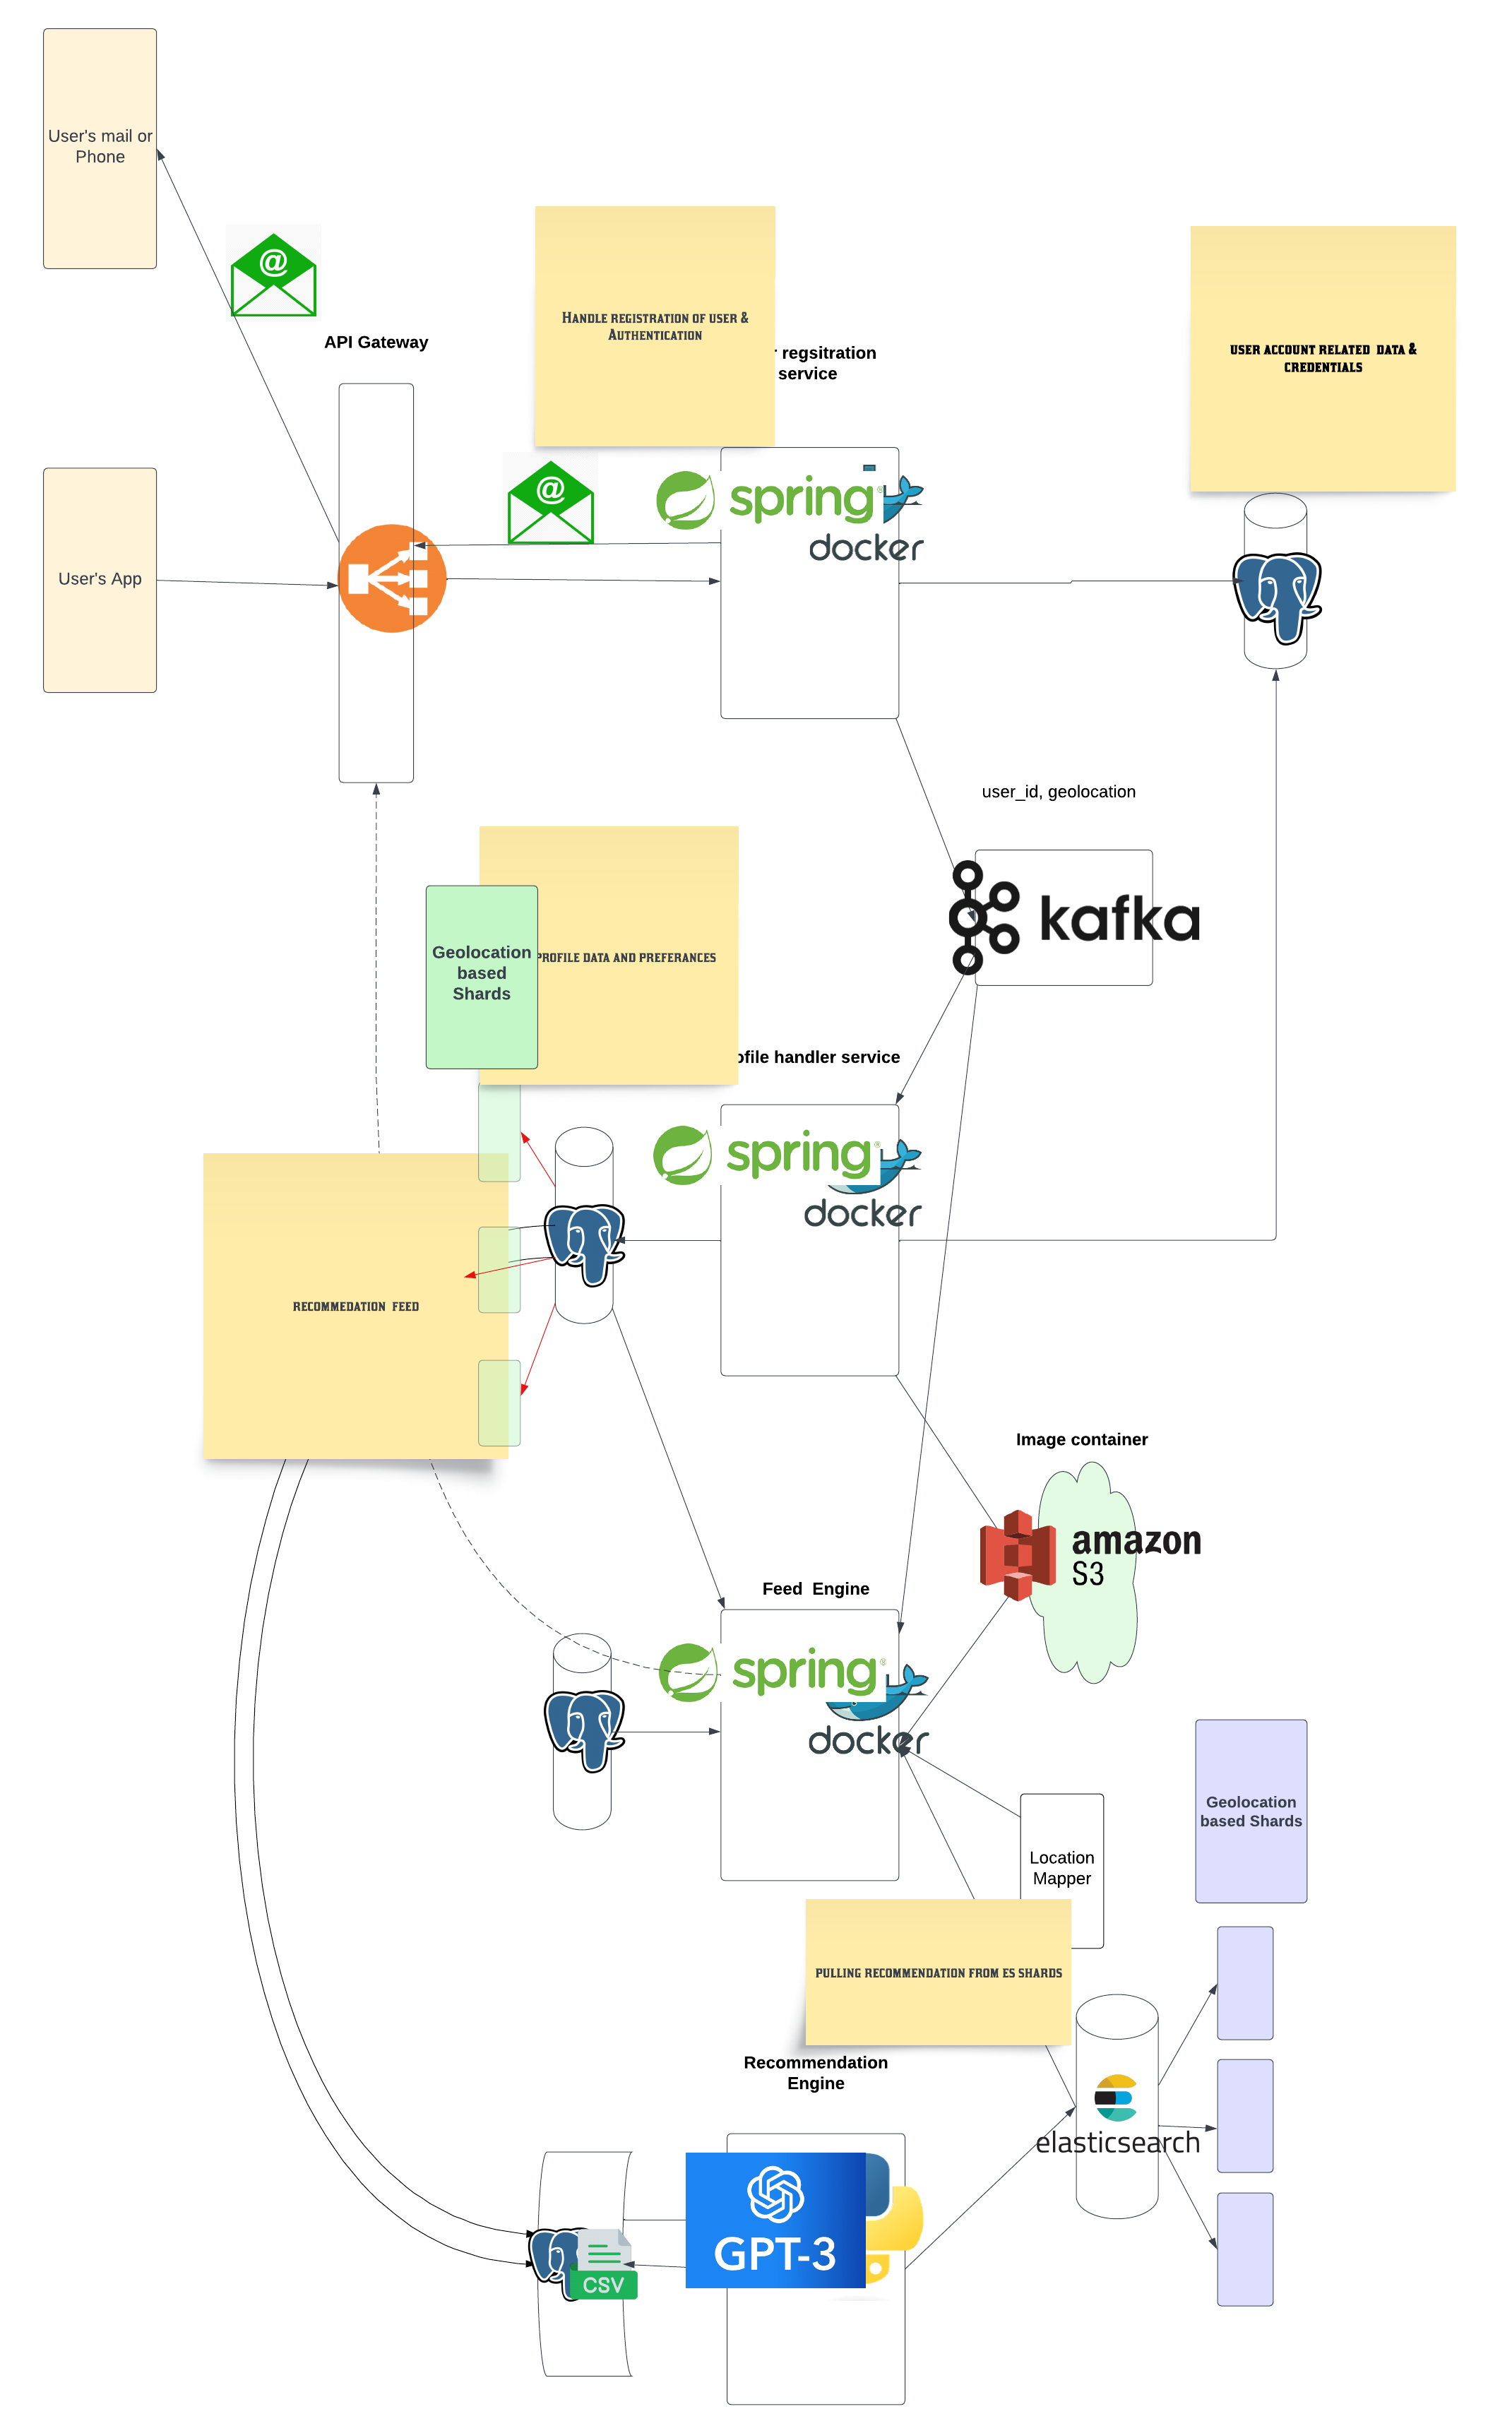 User's mail or
Phone
@
API Gateway
HANDLE REGISTRATION OF USER &
AUTHENTICATION
regsitration
service
USER ACCOUNT RELATED DATA &
CREDENTIALS
@
spring®
docker
User's App
user_id, geolocation
kafka
Geolocation
based
Shards
PROFILE DATA AND PREFERANCES
ofile handler service
spring®
docker
RECOMMEDATION FEED
Image container
amazon
S3
Feed Engine
spring®
docker
Geolocation
based Shards
Location
Mapper
PULLING RECOMMENDATION FROM ES SHARDS
Recommendation
Engine
elasticsearch
GPT-3
CSV